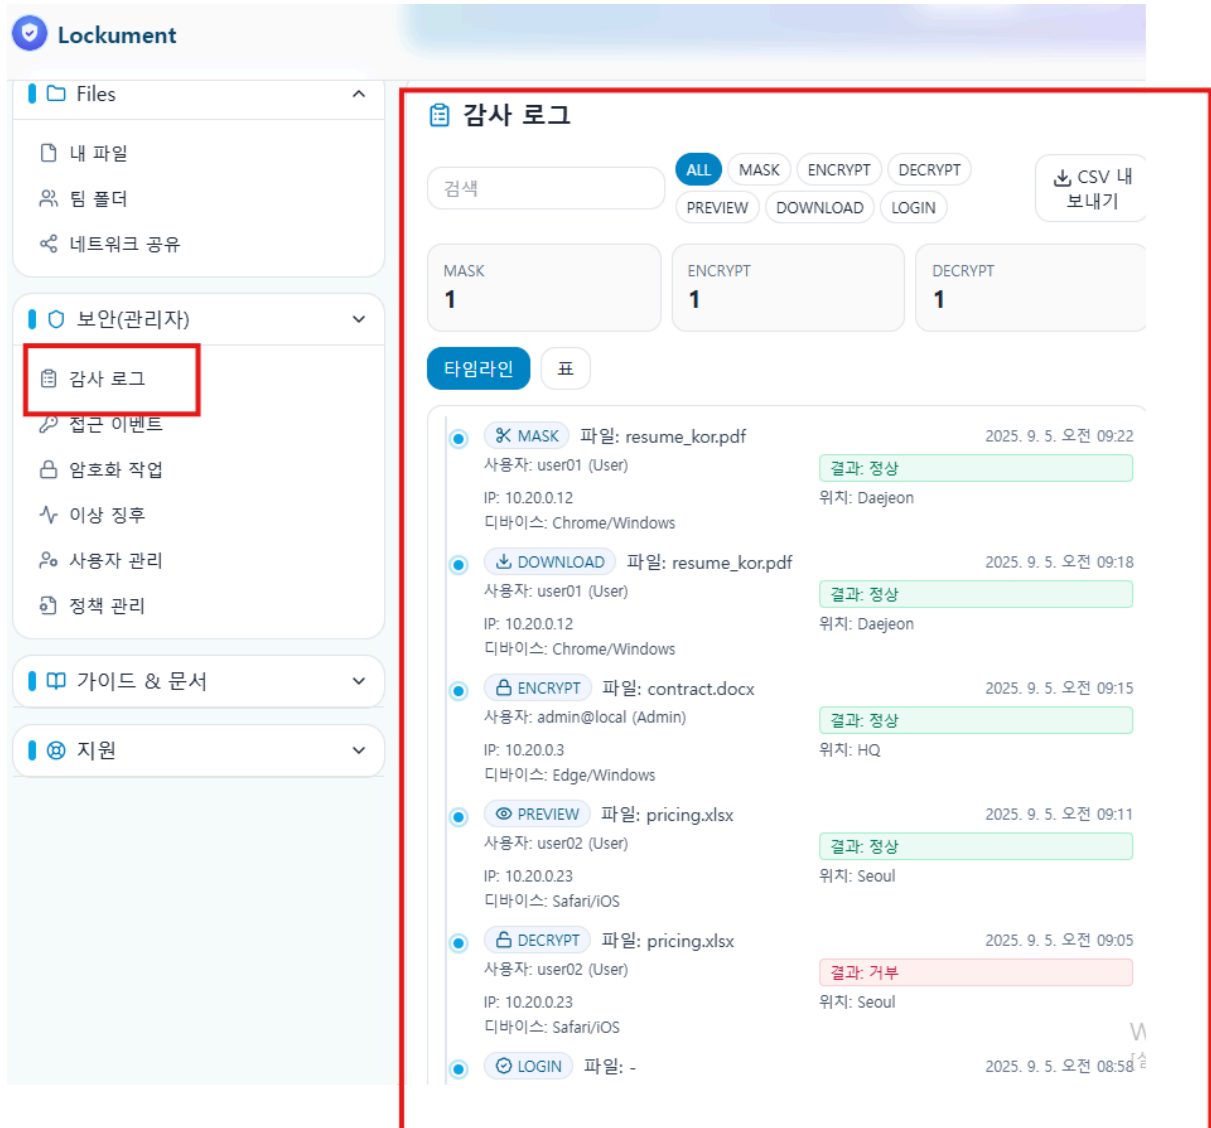 Lockument
Files
내 파일
팀 폴더
네트워크 공유
보안(관리자)
감사 로그
접근 이벤트
암호화 작업
이상 징후
사용자 관리
정책 관리
가이드 & 문서
지원
감사 로그
검색
ALL MASK ENCRYPT DECRYPT
PREVIEW DOWNLOAD LOGIN
CSV 내
보내기
MASK
1
ENCRYPT
1
DECRYPT
1
타임라인 표
MASK 파일: resume_kor.pdf 2025. 9. 5. 오전 09:22
사용자: user01 (User) 결과: 정상
IP: 10.20.0.12 위치: Daejeon
디바이스: Chrome/Windows
DOWNLOAD 파일: resume_kor.pdf 2025. 9. 5. 오전 09:18
사용자: user01 (User) 결과: 정상
IP: 10.20.0.12 위치: Daejeon
디바이스: Chrome/Windows
ENCRYPT 파일: contract.docx 2025. 9. 5. 오전 09:15
사용자: admin@local (Admin) 결과: 정상
IP: 10.20.0.3 위치: HQ
디바이스: Edge/Windows
PREVIEW 파일: pricing.xlsx 2025. 9. 5. 오전 09:11
사용자: user02 (User) 결과: 정상
IP: 10.20.0.23 위치: Seoul
디바이스: Safari/iOS
DECRYPT 파일: pricing.xlsx 2025. 9. 5. 오전 09:05
사용자: user02 (User) 결과: 거부
IP: 10.20.0.23 위치: Seoul
디바이스: Safari/iOS
LOGIN 파일: - 2025. 9. 5. 오전 08:58